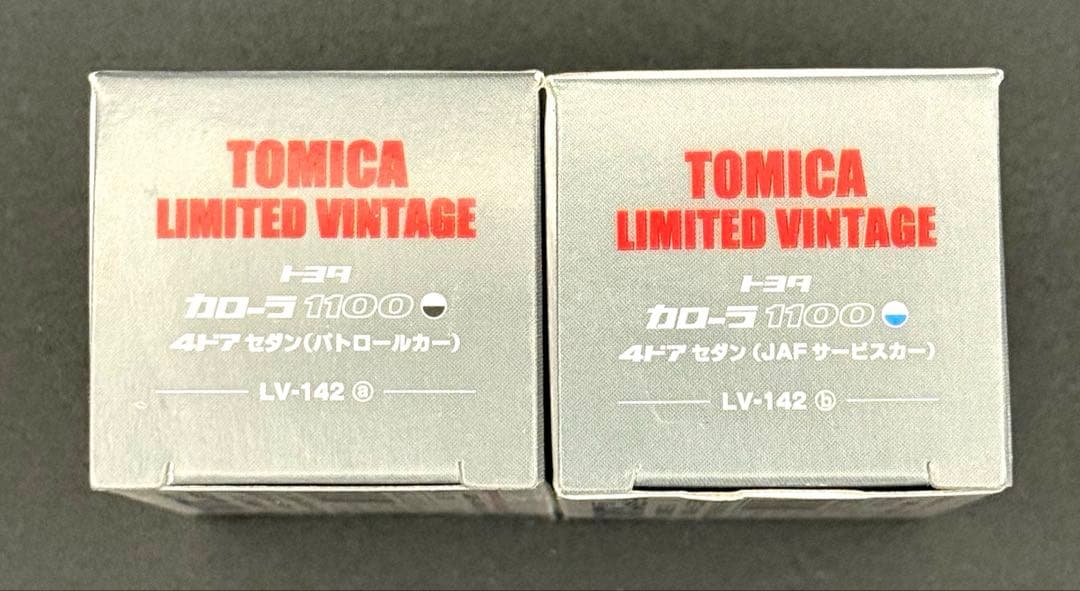 TOMICA
LIMITED VINTAGE
トヨタ
カローラ 1100
4ドア セダン(パトロールカー)
LV-142 ⓐ
TOMICA
LIMITED VINTAGE
トヨタ
カローラ 1100
4ドア セダン(JAFサービスカー)
LV-142 ⓑ